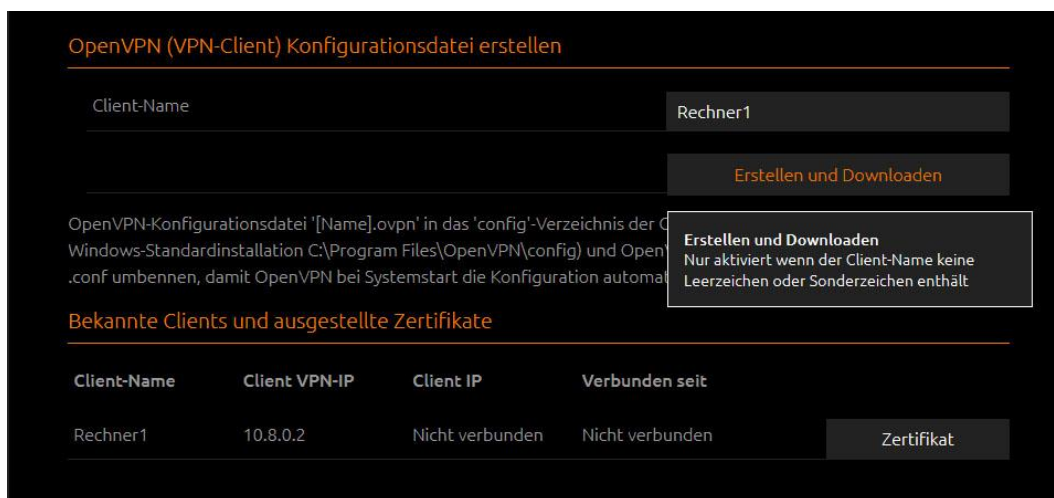 OpenVPN (VPN-Client) Konfigurationsdatei erstellen
Client-Name
Rechner1
Erstellen und Downloaden
OpenVPN-Konfigurationsdatei '[Name].ovpn' in das 'config'-Verzeichnis der
Windows-Standardinstallation C:\Program Files\OpenVPN\config) und
.conf umbennen, damit OpenVPN bei Systemstart die Konfiguration
Erstellen und Downloaden
Nur aktiviert wenn der Client-Name keine
Leerzeichen oder Sonderzeichen enthält
Bekannte Clients und ausgestellte Zertifikate
Client-Name Client VPN-IP Client IP Verbunden seit
Rechner1 10.8.0.2 Nicht verbunden Nicht verbunden Zertifikat